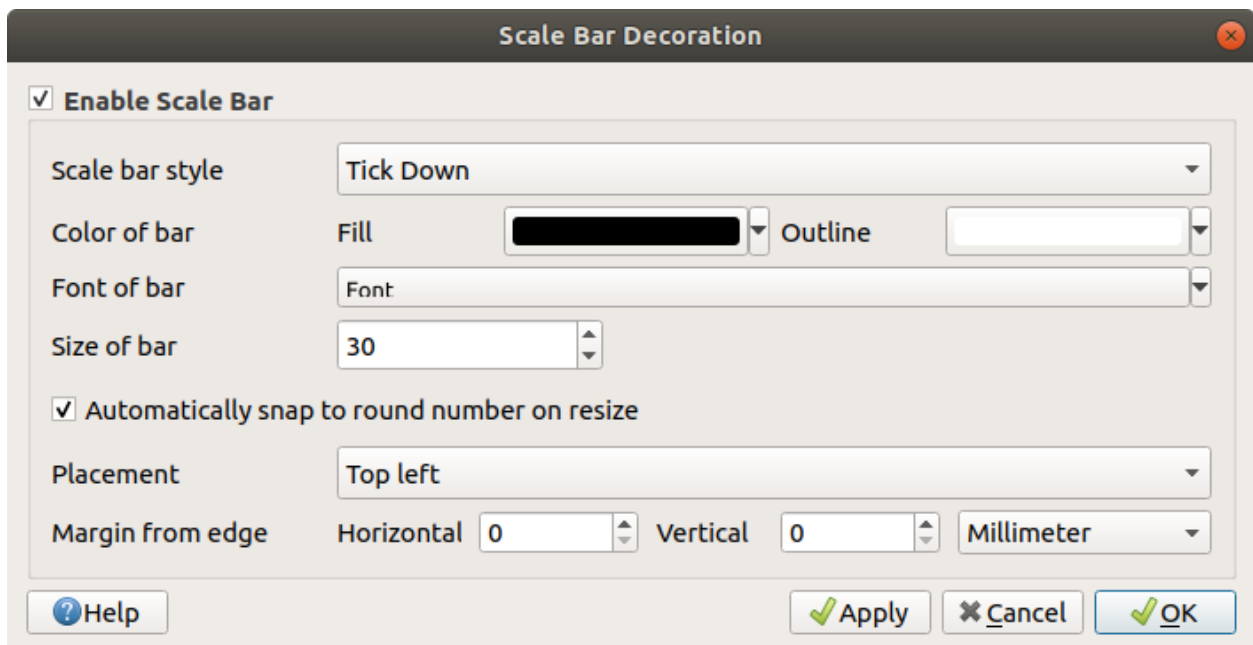 Scale Bar Decoration
Enable Scale Bar
Scale bar style Tick Down
Color of bar Fill Outline
Font of bar Font
Size of bar 30
Automatically snap to round number on resize
Placement Top left
Margin from edge Horizontal 0 Vertical 0 Millimeter
Help Apply Cancel OK